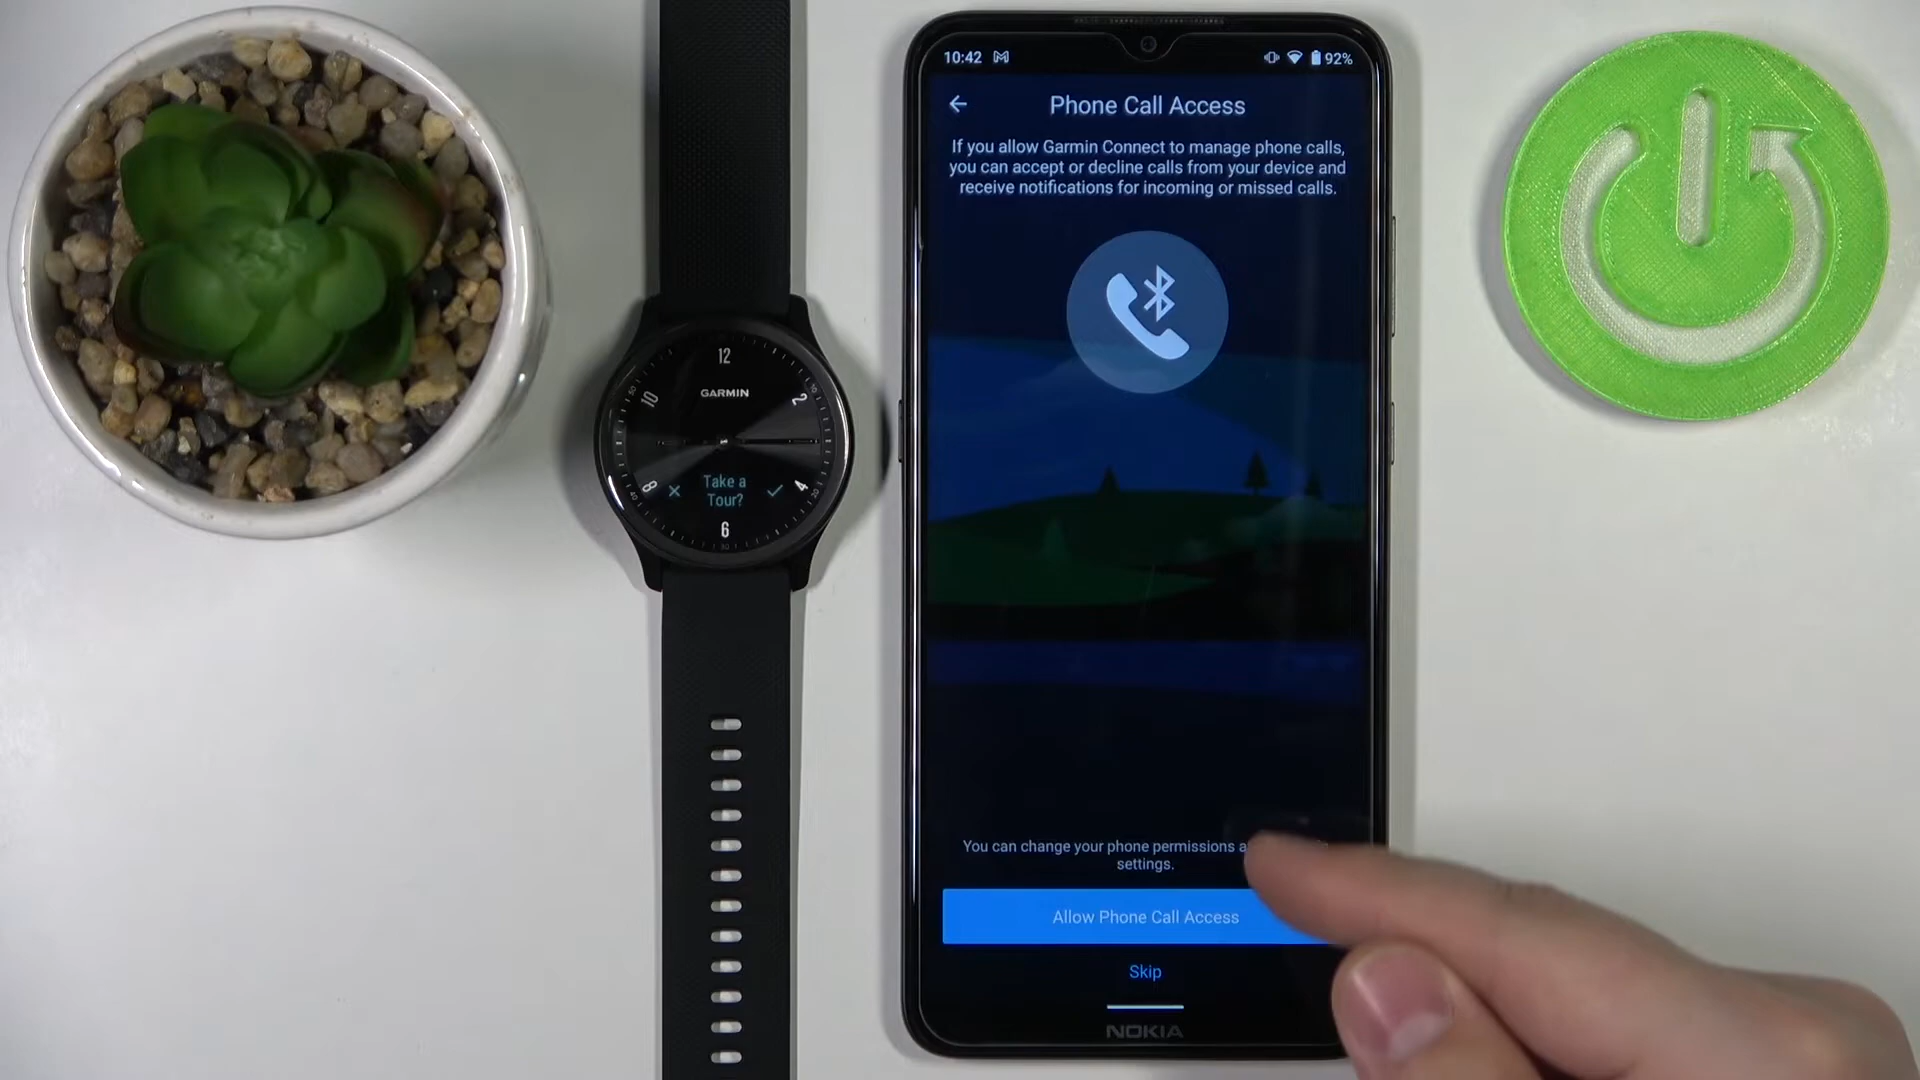 10:42
92%
Phone Call Access
If you allow Garmin Connect to manage phone calls,
you can accept or decline calls from your device and
receive notifications for incoming or missed calls.
12
10
2
GARMIN
8
Take a
Tour?
4
6
You can change your phone permissions
settings.
Allow Phone Call Access
Skip
NOKIA